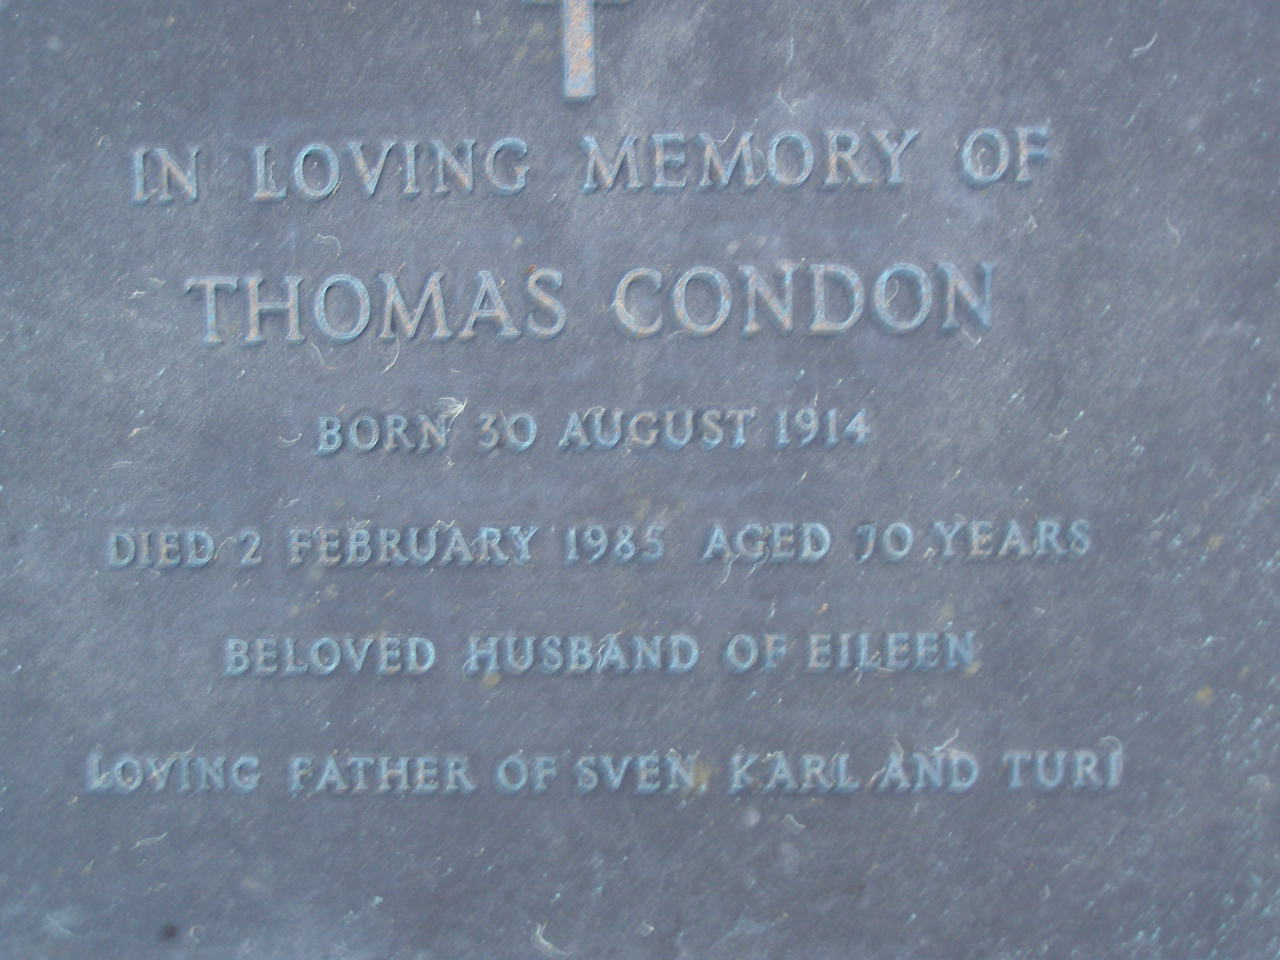 IN LOVING MEMORY OF
THOMAS CONDON
BORN 30 AUGUST 1914
DIED 2 FEBRUARY 1985 AGED 70 YEARS
BELOVED HUSBAND OF EILEEN
LOVING FATHER OF SVEN, KARL AND TURI